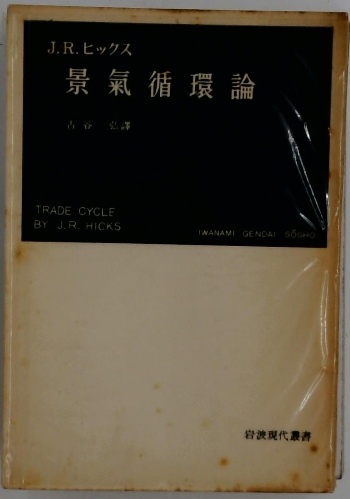 J.R.ヒックス
景氣循環論
古谷 弘譯
TRADE CYCLE
BY J.R. HICKS
IWANAMI GENDAI SŌSHO
岩波現代叢書